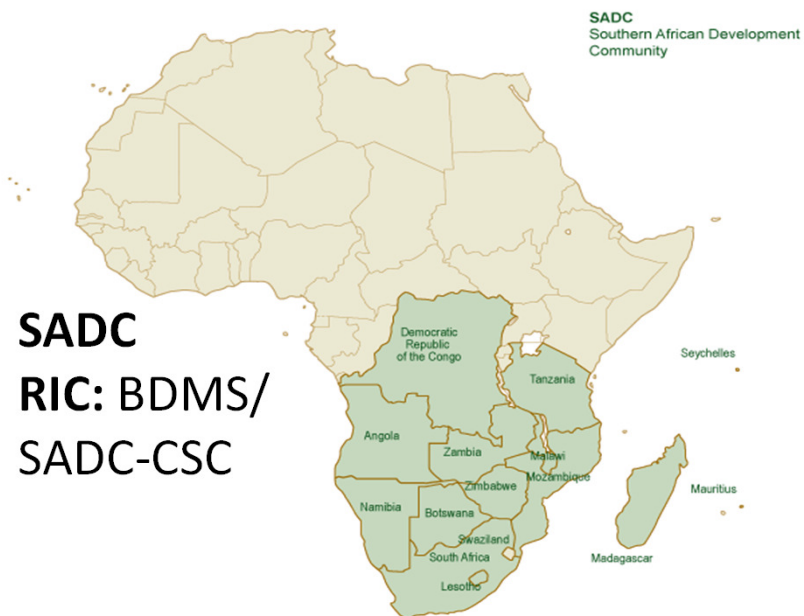 SADC
Southern African Development
Community
SADC
RIC: BDMS/
SADC-CSC
Democratic
Republic
of the Congo
Seychelles
Tanzania
Angola
Zambia
Malawi
Mozambique
Zimbabwe
Mauritius
Namibia
Botswana
Swaziland
South Africa
Madagascar
Lesotho